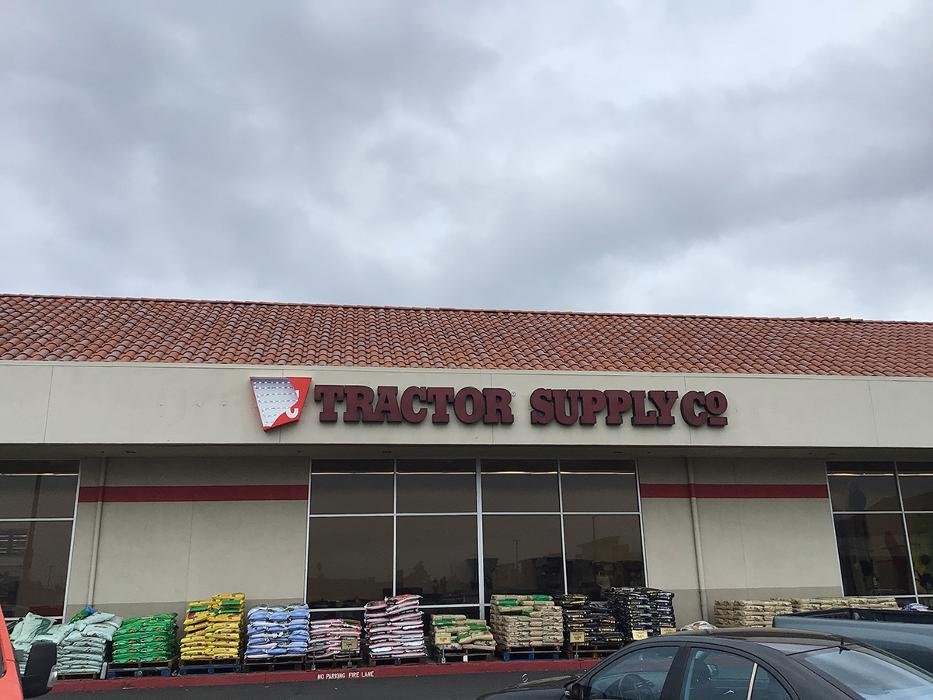 C
TRACTOR SUPPLY Co
NO PARKING FIRE LANE